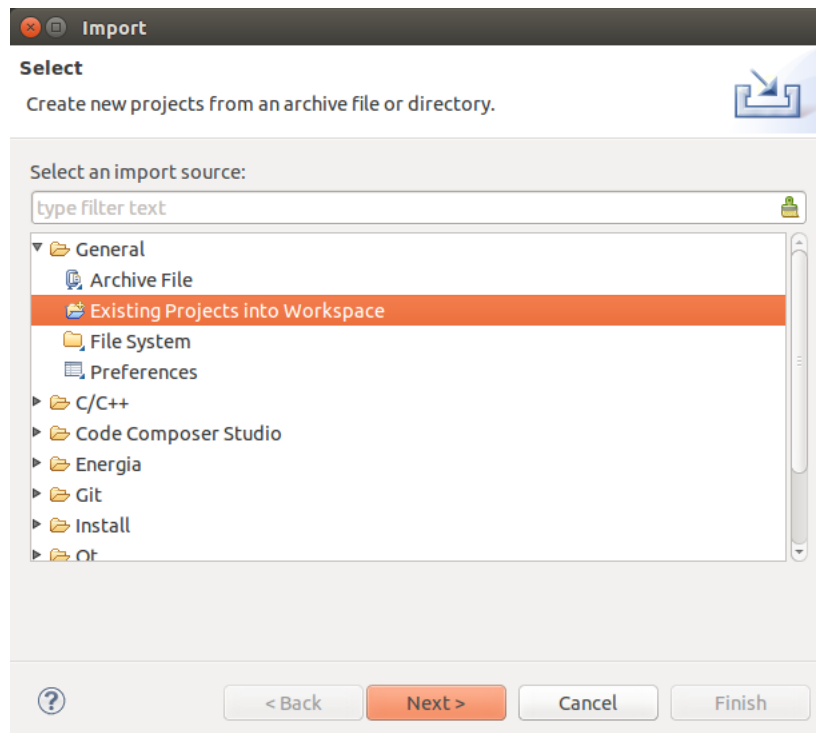 Import
Select
Create new projects from an archive file or directory.
Select an import source:
type filter text
General
Archive File
Existing Projects into Workspace
File System
Preferences
C/C++
Code Composer Studio
Energia
Git
Install
Qt
?
< Back
Next >
Cancel
Finish